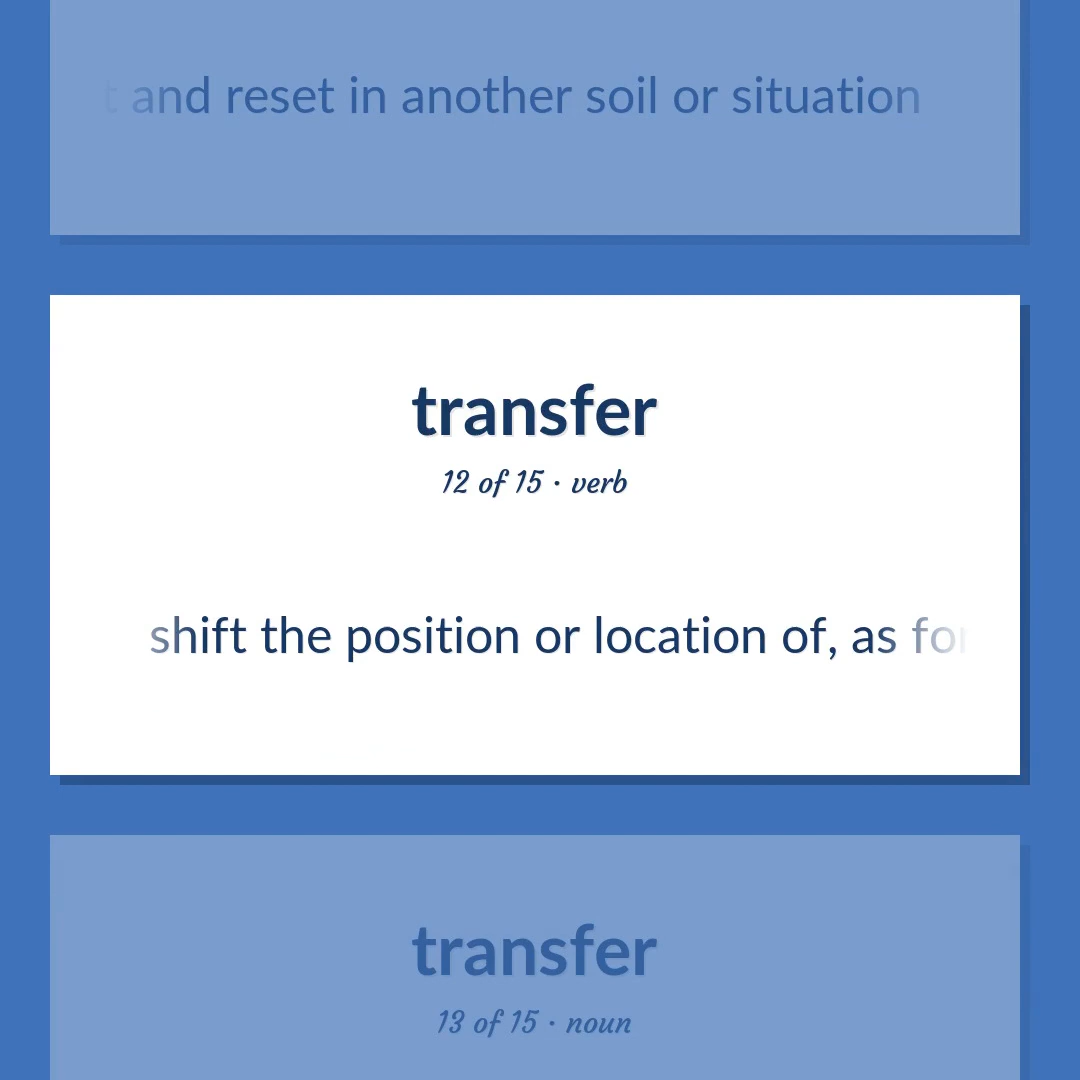 and reset in another soil or situation
transfer
12 of 15 · verb
shift the position or location of, as for
transfer
13 of 15 · noun